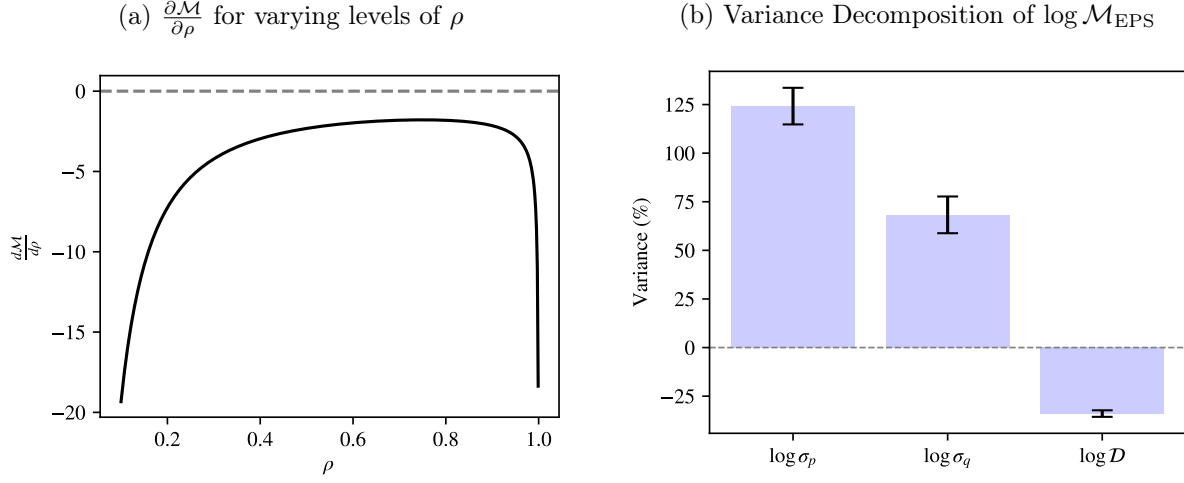 (a) ∂ℳ/∂ρ for varying levels of ρ
0
−5
−10
−15
−20
dℳ/dρ
0.2 0.4 0.6 0.8 1.0
ρ
(b) Variance Decomposition of log ℳ_EPS
125
100
75
50
25
0
−25
Variance (%)
log σ_p log σ_q log 𝒟